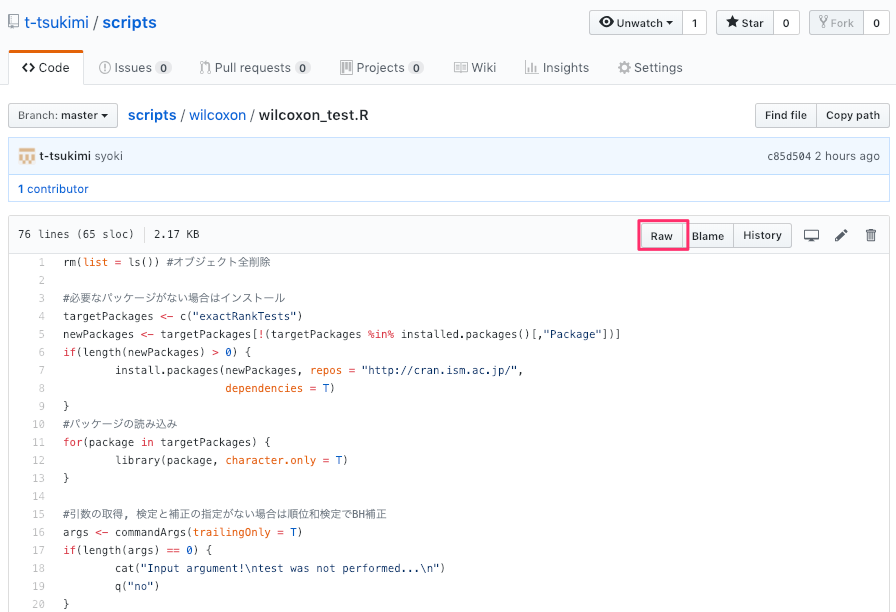 t-tsukimi / scripts
Unwatch 1 Star 0 Fork 0
Code Issues 0 Pull requests 0 Projects 0 Wiki Insights Settings
Branch: master scripts / wilcoxon / wilcoxon_test.R Find file Copy path
t-tsukimi syoki c85d504 2 hours ago
1 contributor
76 lines (65 sloc) 2.17 KB Raw Blame History
1 rm(list = ls()) #オブジェクト全削除
2
3 #必要なパッケージがない場合はインストール
4 targetPackages <- c("exactRankTests")
5 newPackages <- targetPackages[!(targetPackages %in% installed.packages()[,"Package"])]
6 if(length(newPackages) > 0) {
7 install.packages(newPackages, repos = "http://cran.ism.ac.jp/",
8 dependencies = T)
9 }
10 #パッケージの読み込み
11 for(package in targetPackages) {
12 library(package, character.only = T)
13 }
14
15 #引数の取得, 検定と補正の指定がない場合は順位和検定でBH補正
16 args <- commandArgs(trailingOnly = T)
17 if(length(args) == 0) {
18 cat("Input argument!\ntest was not performed...\n")
19 q("no")
20 }